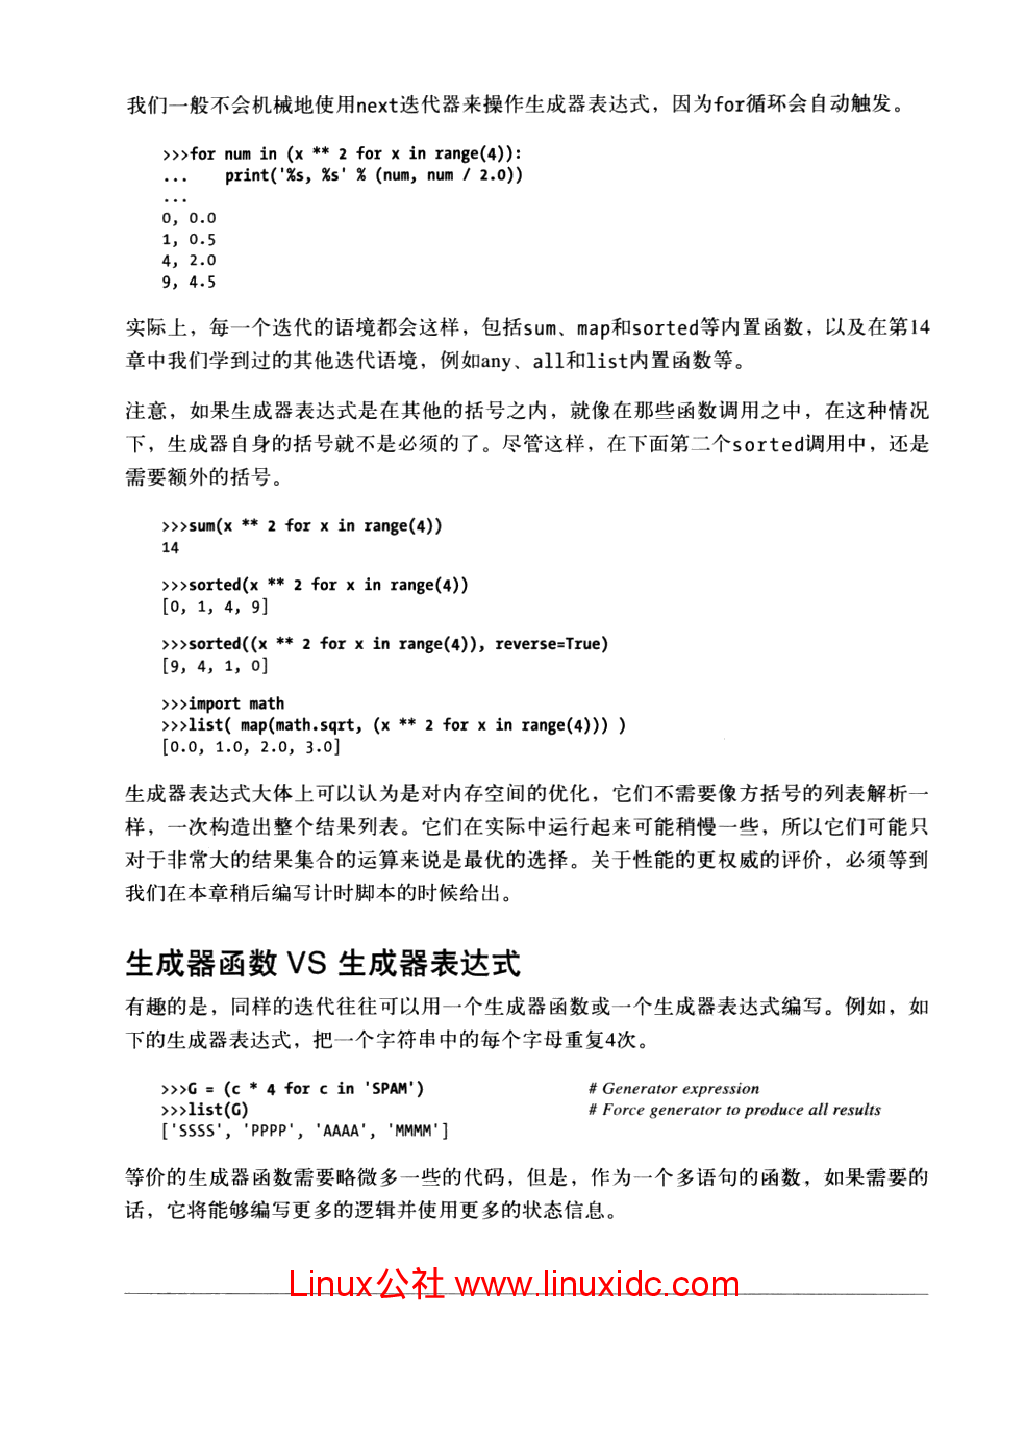 我们一般不会机械地使用next迭代器来操作生成器表达式，因为for循环会自动触发。
>>>for num in (x ** 2 for x in range(4)):
...    print('%s, %s' % (num, num / 2.0))
...
0, 0.0
1, 0.5
4, 2.0
9, 4.5
实际上，每一个迭代的语境都会这样，包括sum、map和sorted等内置函数，以及在第14
章中我们学到过的其他迭代语境，例如any、all和list内置函数等。
注意，如果生成器表达式是在其他的括号之内，就像在那些函数调用之中，在这种情况
下，生成器自身的括号就不是必须的了。尽管这样，在下面第二个sorted调用中，还是
需要额外的括号。
>>>sum(x ** 2 for x in range(4))
14
>>>sorted(x ** 2 for x in range(4))
[0, 1, 4, 9]
>>>sorted((x ** 2 for x in range(4)), reverse=True)
[9, 4, 1, 0]
>>>import math
>>>list( map(math.sqrt, (x ** 2 for x in range(4))) )
[0.0, 1.0, 2.0, 3.0]
生成器表达式大体上可以认为是对内存空间的优化，它们不需要像方括号的列表解析一
样，一次构造出整个结果列表。它们在实际中运行起来可能稍慢一些，所以它们可能只
对于非常大的结果集合的运算来说是最优的选择。关于性能的更权威的评价，必须等到
我们在本章稍后编写计时脚本的时候给出。
生成器函数 VS 生成器表达式
有趣的是，同样的迭代往往可以用一个生成器函数或一个生成器表达式编写。例如，如
下的生成器表达式，把一个字符串中的每个字母重复4次。
>>>G = (c * 4 for c in 'SPAM') # Generator expression
>>>list(G) # Force generator to produce all results
['SSSS', 'PPPP', 'AAAA', 'MMMM']
等价的生成器函数需要略微多一些的代码，但是，作为一个多语句的函数，如果需要的
话，它将能够编写更多的逻辑并使用更多的状态信息。
Linux公社 www.linuxidc.com